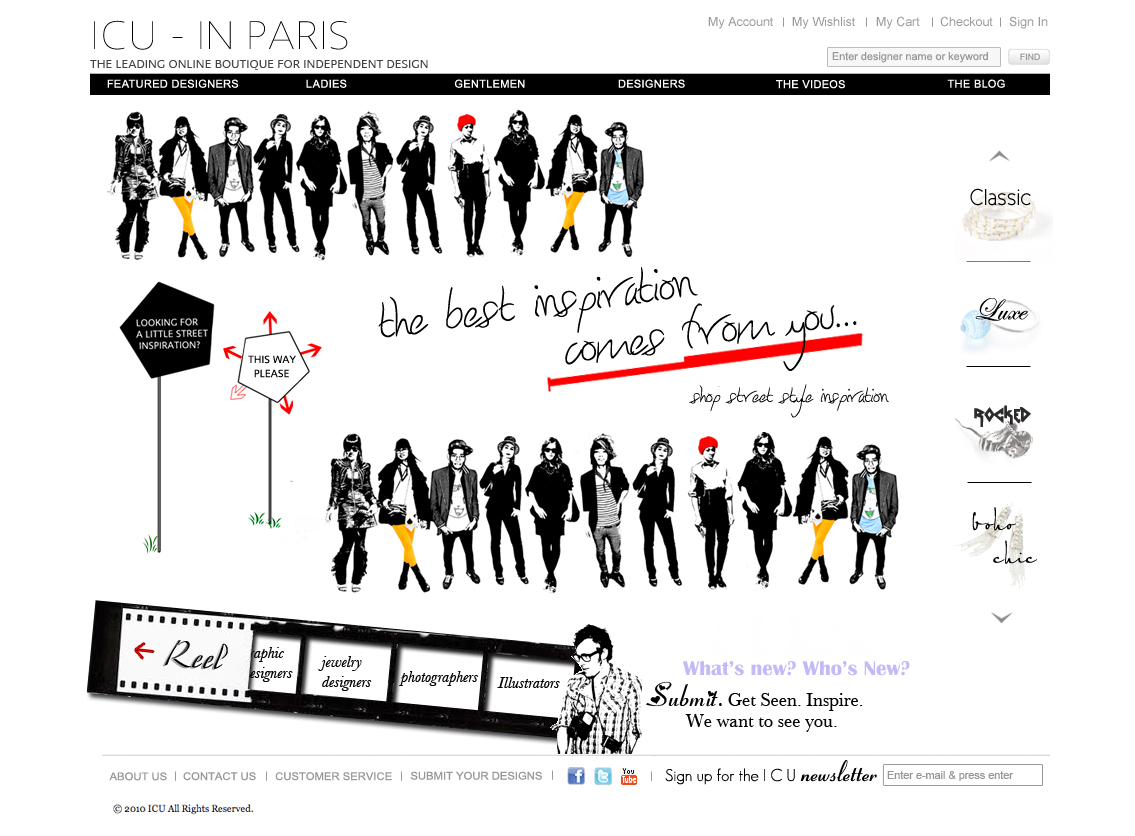 ICU - IN PARIS
THE LEADING ONLINE BOUTIQUE FOR INDEPENDENT DESIGN
My Account | My Wishlist | My Cart | Checkout | Sign In
Enter designer name or keyword
FIND
FEATURED DESIGNERS LADIES GENTLEMEN DESIGNERS THE VIDEOS THE BLOG
Classic
Luxe
ROCKED
boho
chic
LOOKING FOR
A LITTLE STREET
INSPIRATION?
THIS WAY
PLEASE
the best inspiration
comes from you...
shop street style inspiration
Reel
aphic
esigners
jewelry
designers
photographers
Illustrators
What's new? Who's New?
Submit. Get Seen. Inspire.
We want to see you.
ABOUT US | CONTACT US | CUSTOMER SERVICE | SUBMIT YOUR DESIGNS |
You
Tube
| Sign up for the I C U newsletter
Enter e-mail & press enter
© 2010 ICU All Rights Reserved.